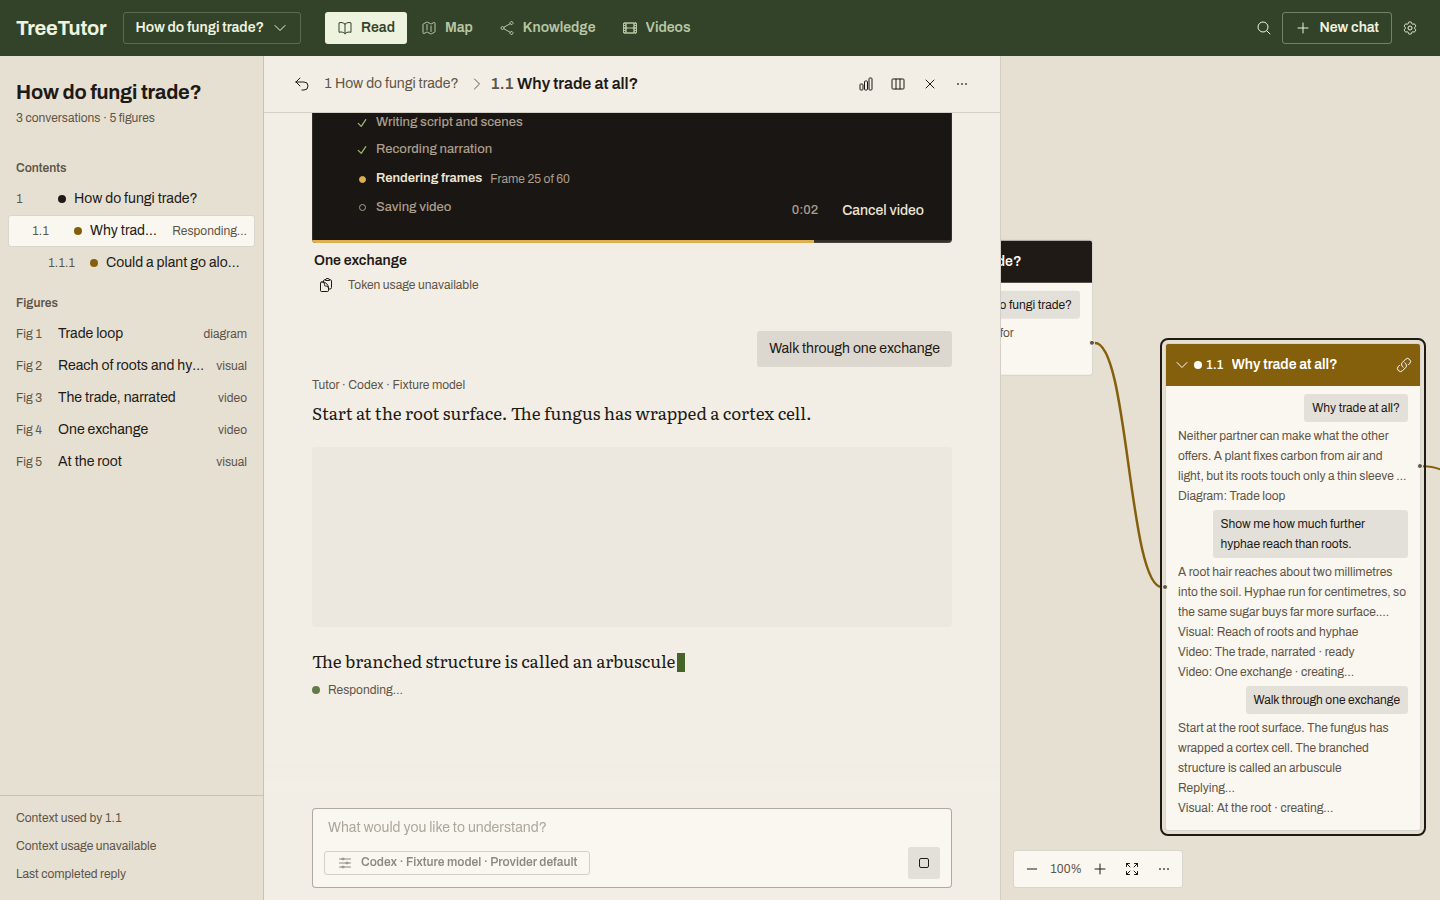 TreeTutor
How do fungi trade?
Read
Map
Knowledge
Videos
New chat
How do fungi trade?
3 conversations · 5 figures
Contents
1 How do fungi trade?
1.1 Why trad... Responding...
1.1.1 Could a plant go alo...
Figures
Fig 1 Trade loop diagram
Fig 2 Reach of roots and hy... visual
Fig 3 The trade, narrated video
Fig 4 One exchange video
Fig 5 At the root visual
Context used by 1.1
Context usage unavailable
Last completed reply
1 How do fungi trade? 1.1 Why trade at all?
Writing script and scenes
Recording narration
Rendering frames Frame 25 of 60
Saving video
0:02 Cancel video
One exchange
Token usage unavailable
Walk through one exchange
Tutor · Codex · Fixture model
Start at the root surface. The fungus has wrapped a cortex cell.
The branched structure is called an arbuscule
Responding...
What would you like to understand?
Codex · Fixture model · Provider default
de?
o fungi trade?
for
1.1 Why trade at all?
Why trade at all?
Neither partner can make what the other
offers. A plant fixes carbon from air and
light, but its roots touch only a thin sleeve ...
Diagram: Trade loop
Show me how much further
hyphae reach than roots.
A root hair reaches about two millimetres
into the soil. Hyphae run for centimetres, so
the same sugar buys far more surface....
Visual: Reach of roots and hyphae
Video: The trade, narrated · ready
Video: One exchange · creating...
Walk through one exchange
Start at the root surface. The fungus has
wrapped a cortex cell. The branched
structure is called an arbuscule
Replying...
Visual: At the root · creating...
100%